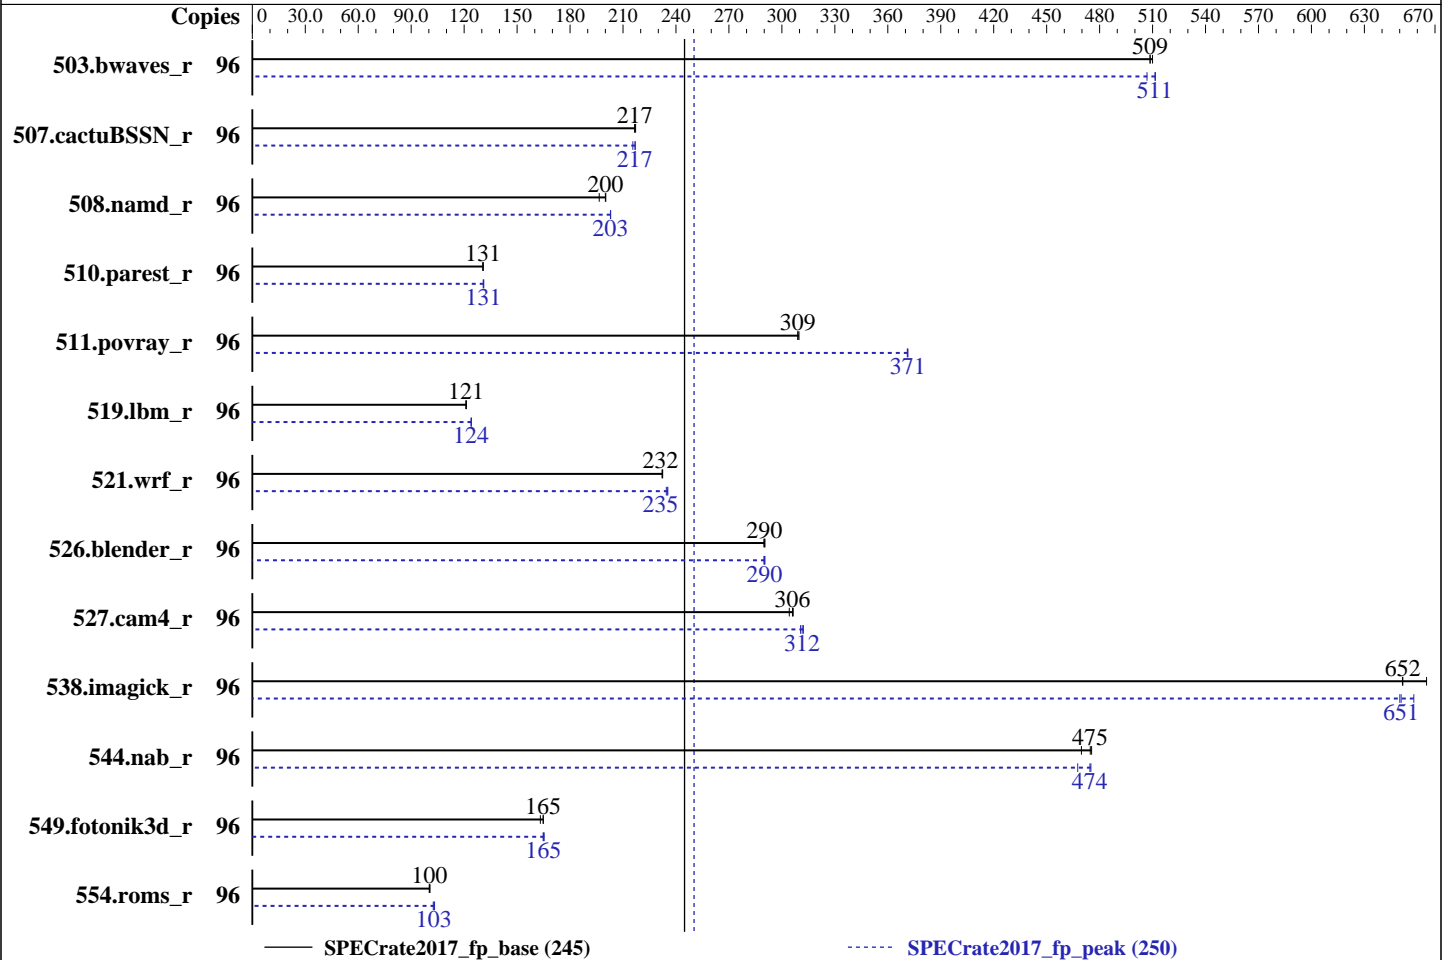 Copies 0 30.0 60.0 90.0 120 150 180 210 240 270 300 330 360 390 420 450 480 510 540 570 600 630 670
509
503.bwaves_r 96
511
217
507.cactuBSSN_r 96
217
200
508.namd_r 96
203
131
510.parest_r 96
131
309
511.povray_r 96
371
121
519.lbm_r 96
124
232
521.wrf_r 96
235
290
526.blender_r 96
290
306
527.cam4_r 96
312
652
538.imagick_r 96
651
475
544.nab_r 96
474
165
549.fotonik3d_r 96
165
100
554.roms_r 96
103
SPECrate2017_fp_base (245) SPECrate2017_fp_peak (250)